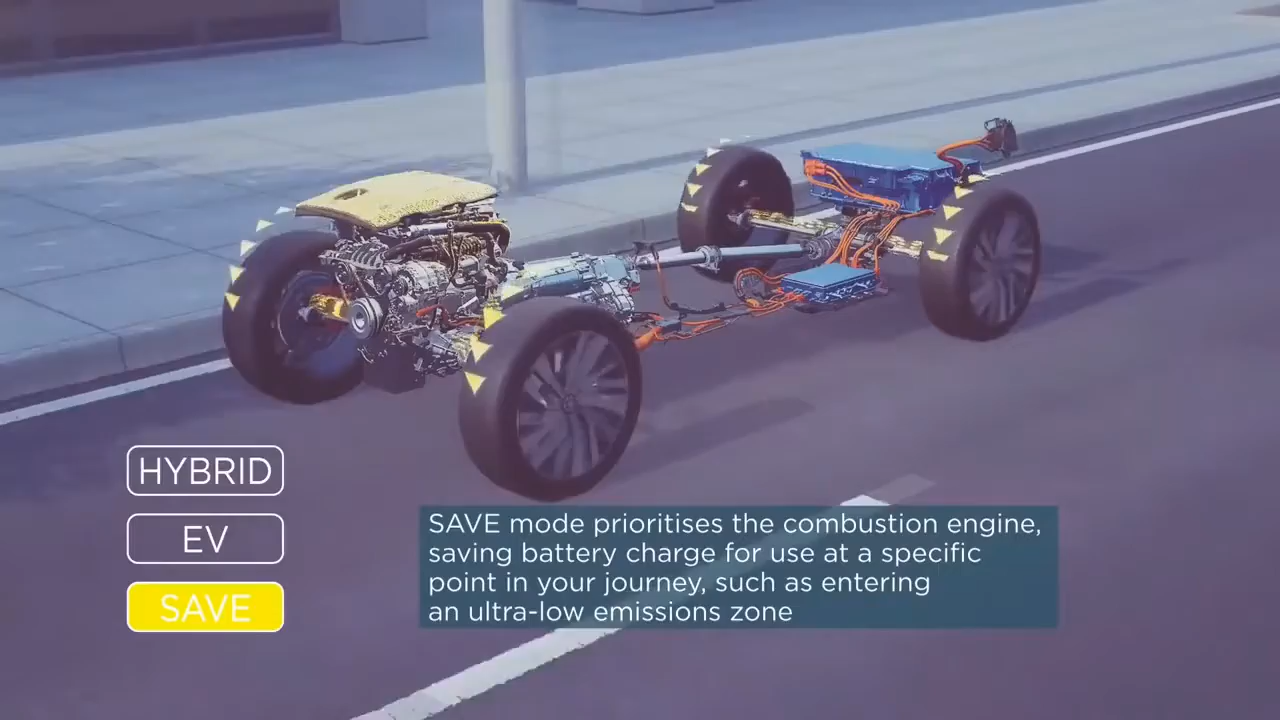 HYBRID
EV
SAVE
SAVE mode prioritises the combustion engine,
saving battery charge for use at a specific
point in your journey, such as entering
an ultra-low emissions zone